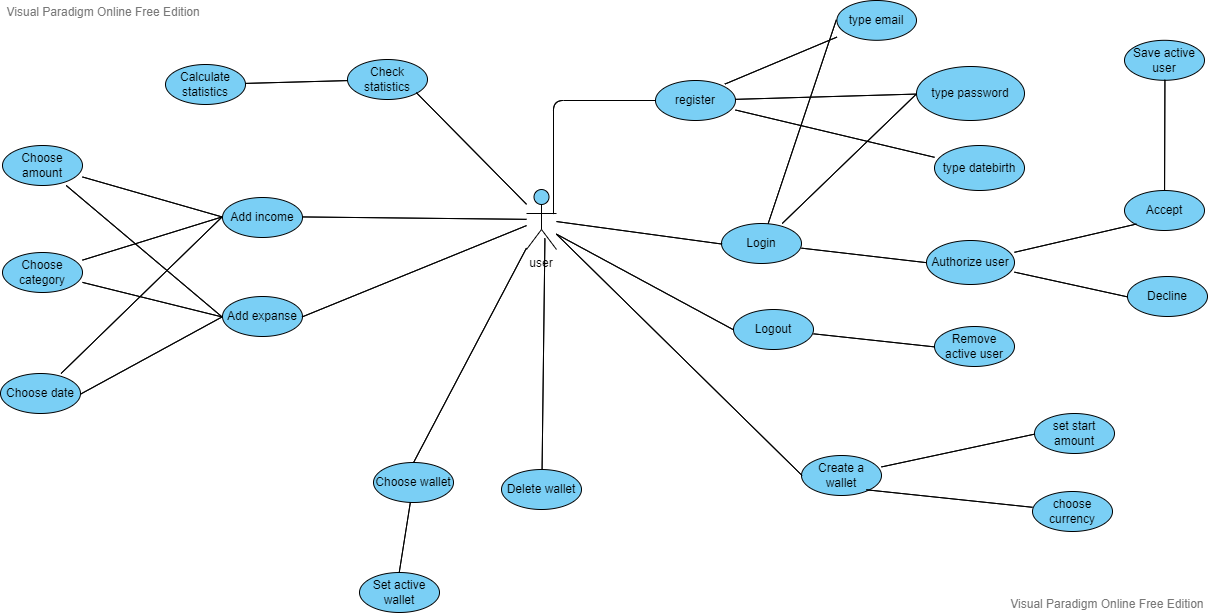 Visual Paradigm Online Free Edition
type email
Save active
user
Check
statistics
Calculate
statistics
register
type password
Choose
amount
type datebirth
Add income
Accept
Login
user
Authorize user
Choose
category
Decline
Add expanse
Logout
Remove
active user
Choose date
set start
amount
Create a
wallet
Choose wallet
Delete wallet
choose
currency
Set active
wallet
Visual Paradigm Online Free Edition